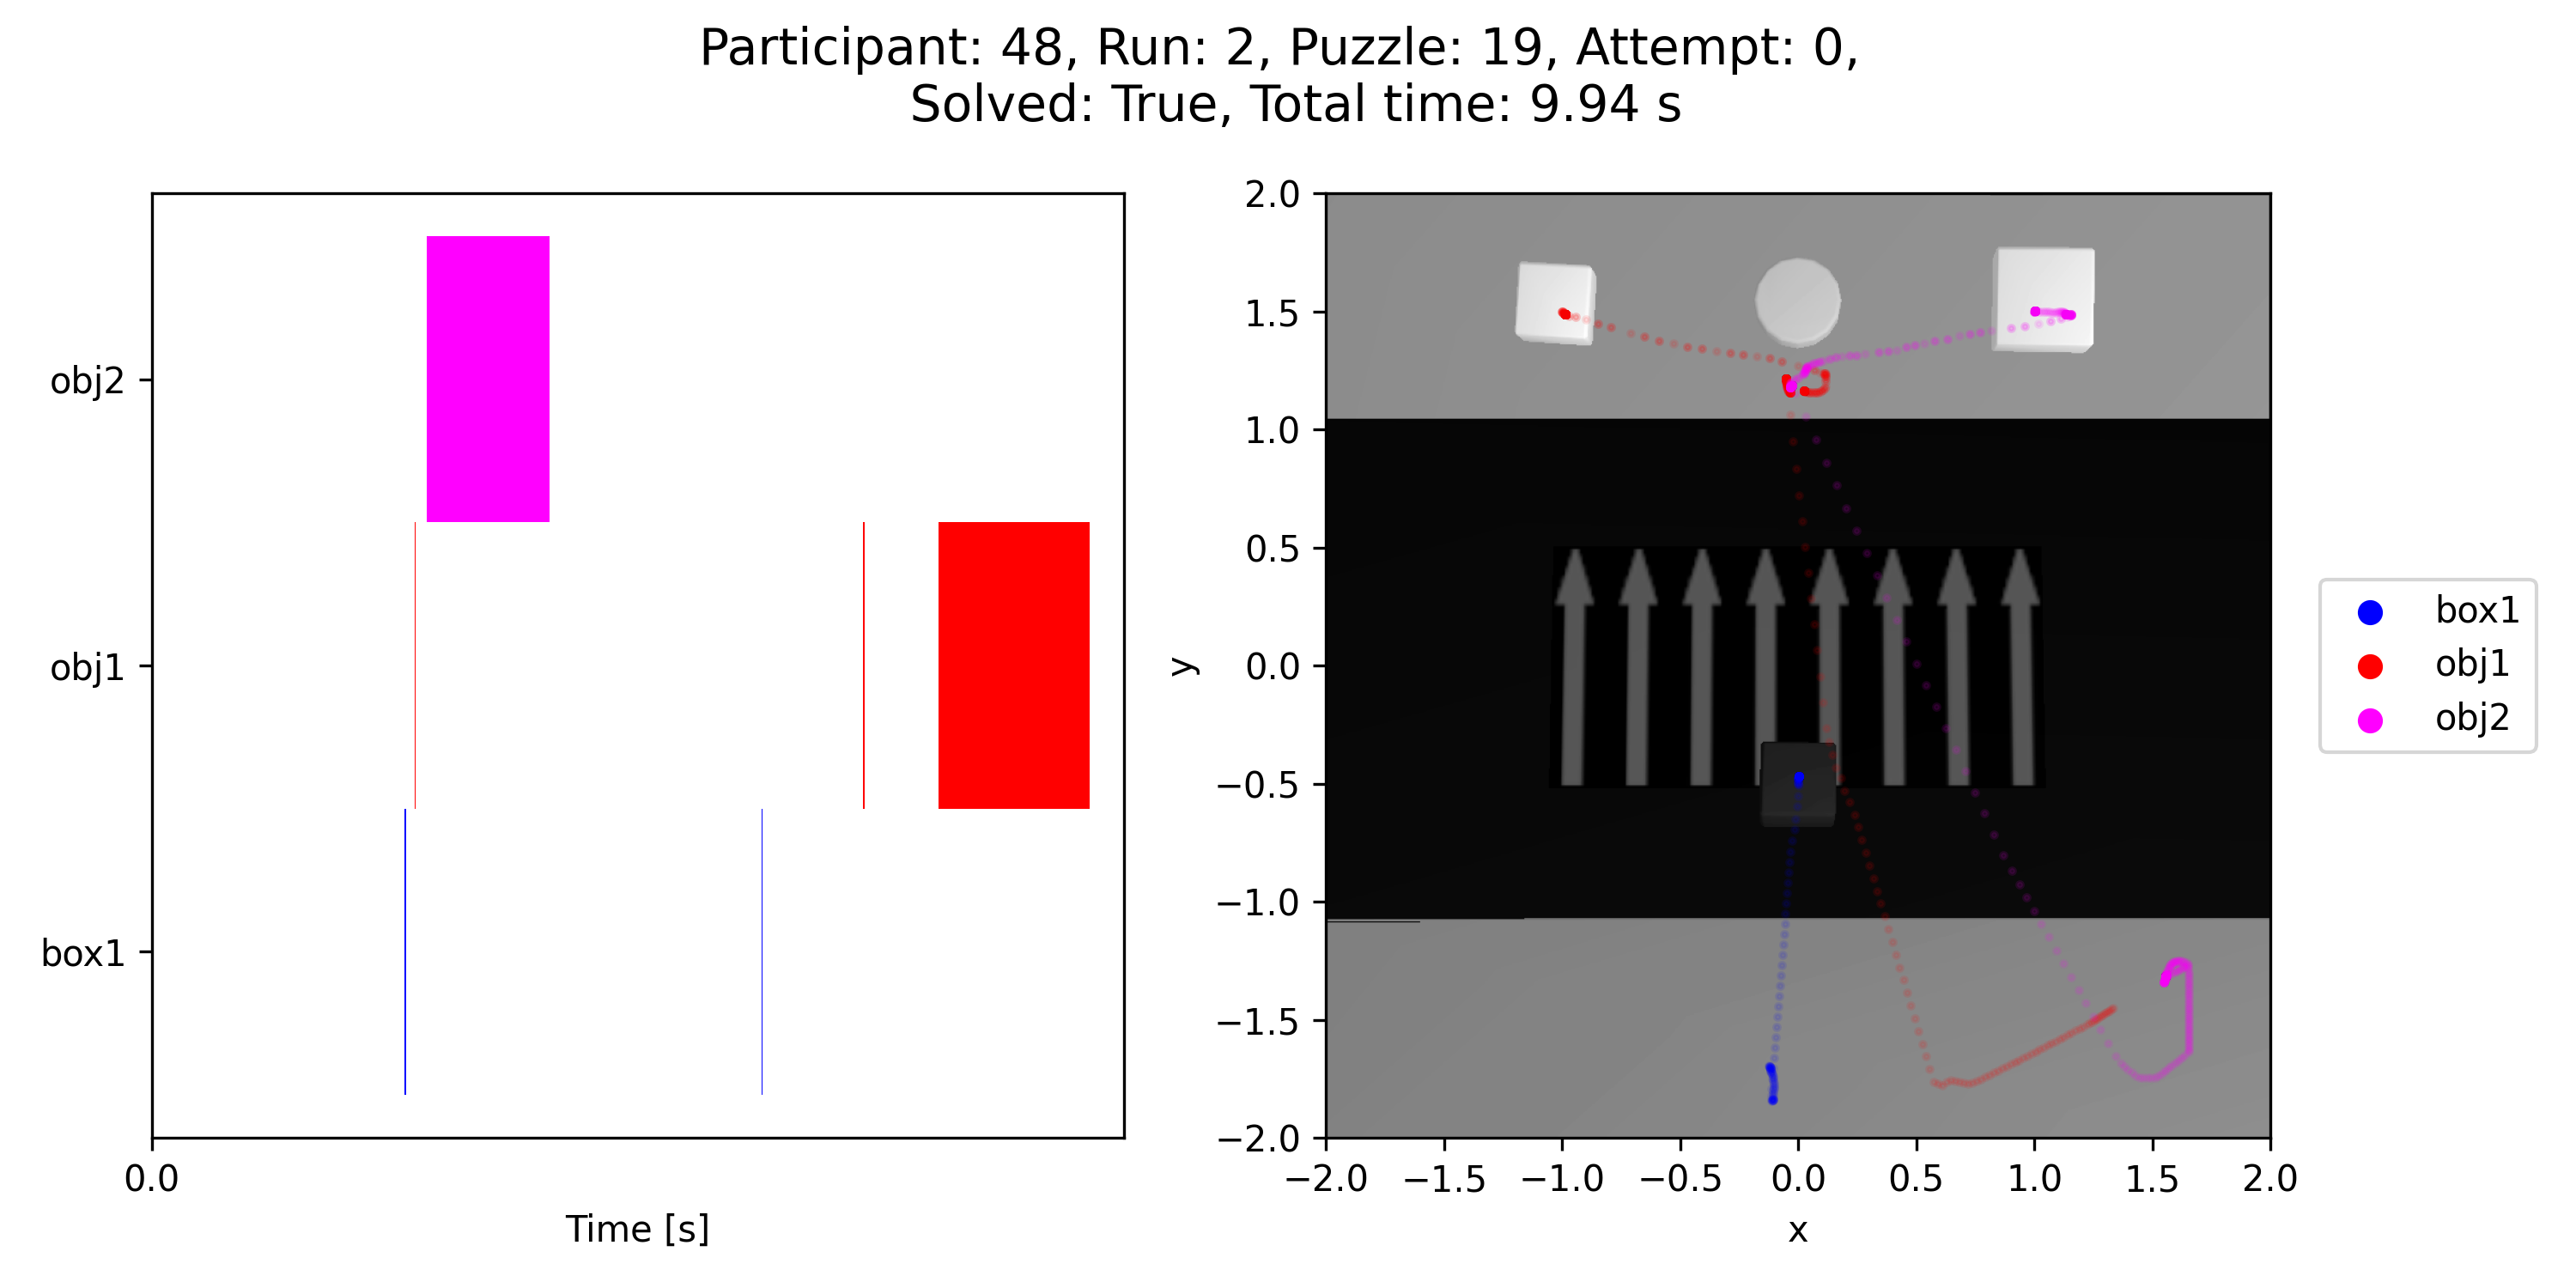 Participant: 48, Run: 2, Puzzle: 19, Attempt: 0,
Solved: True, Total time: 9.94 s
obj2
obj1
box1
0.0
Time [s]
2.0
1.5
1.0
0.5
0.0
−0.5
−1.0
−1.5
−2.0
y
−2.0 −1.5 −1.0 −0.5 0.0 0.5 1.0 1.5 2.0
x
box1
obj1
obj2